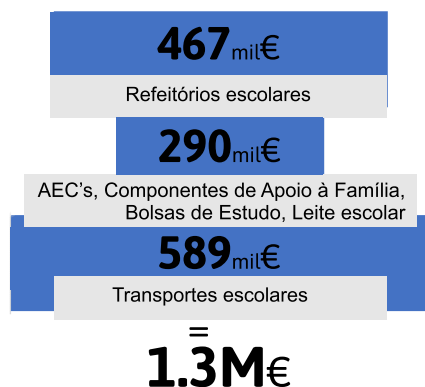 467mil€
Refeitórios escolares
290mil€
AEC's, Componentes de Apoio à Família,
Bolsas de Estudo, Leite escolar
589mil€
Transportes escolares
=
1.3M€